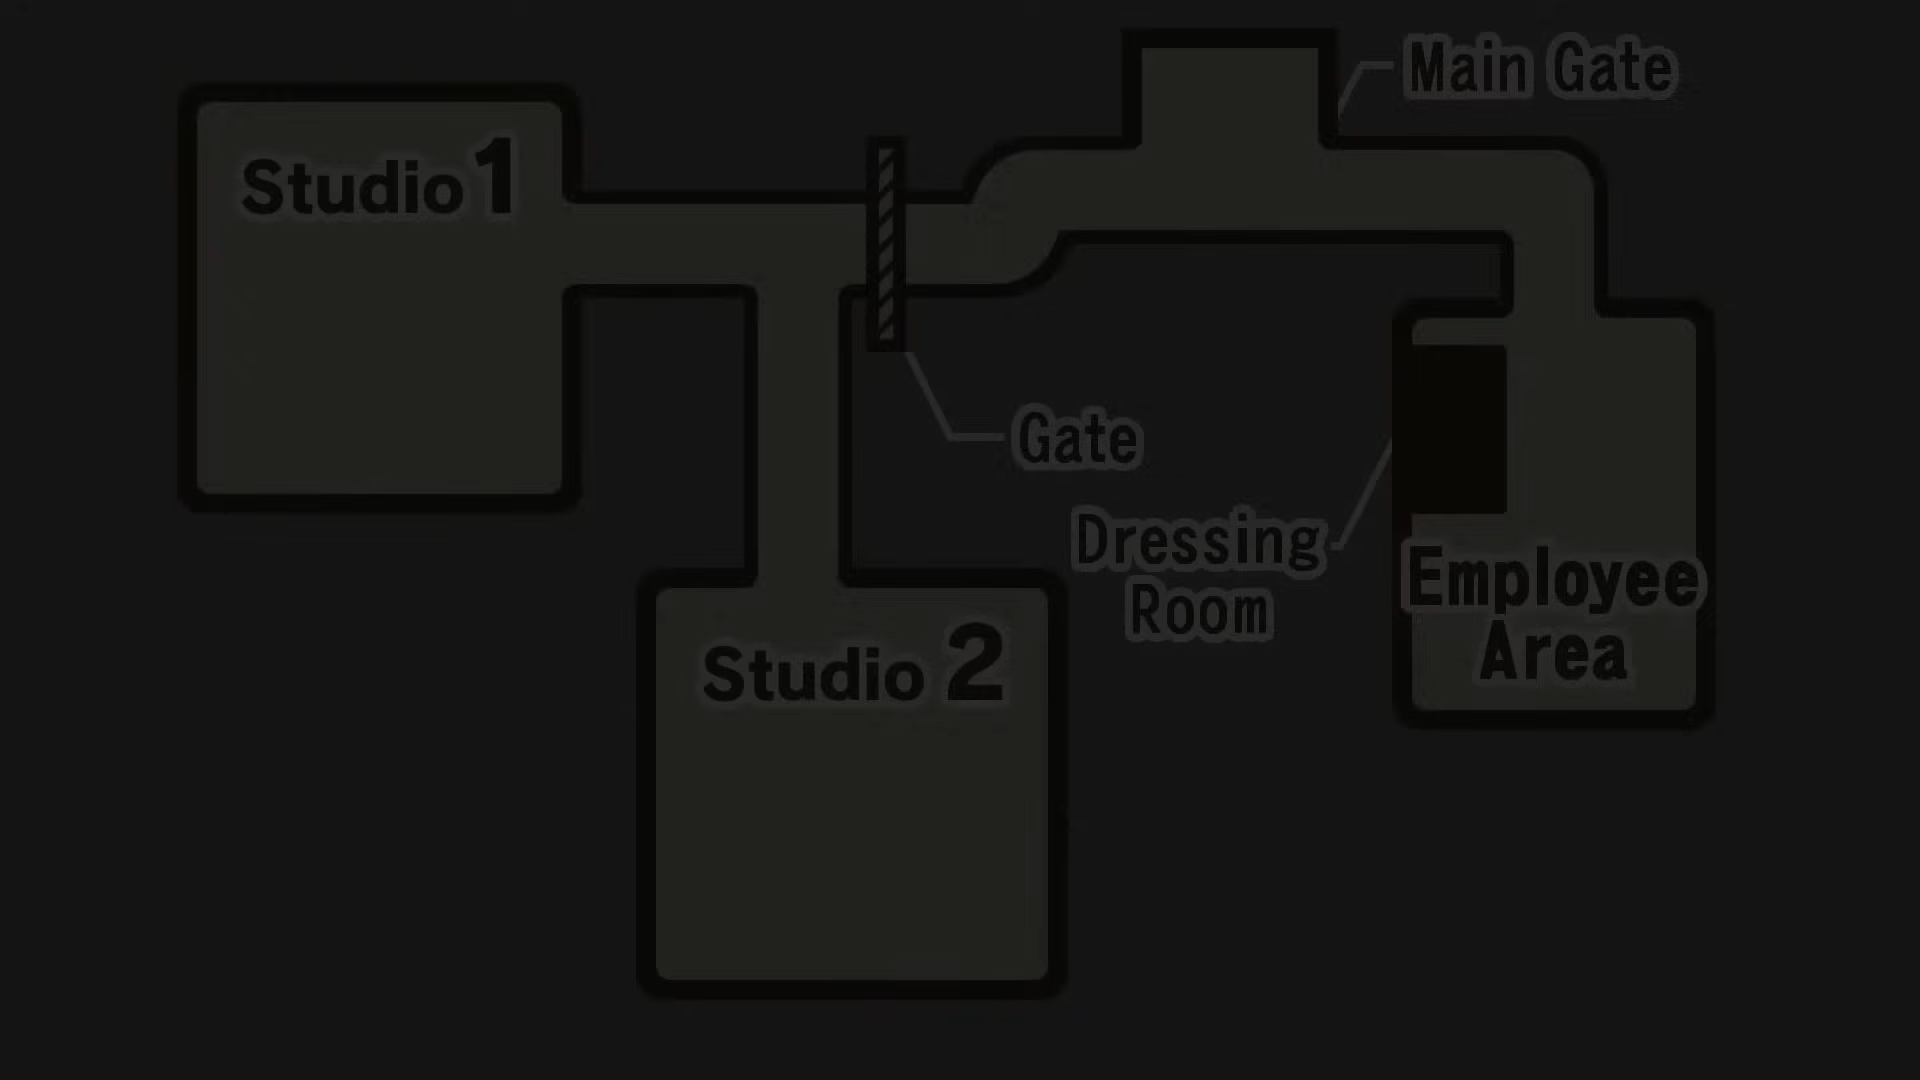 Main Gate
Studio 1
Gate
Dressing
Room
Employee
Area
Studio 2